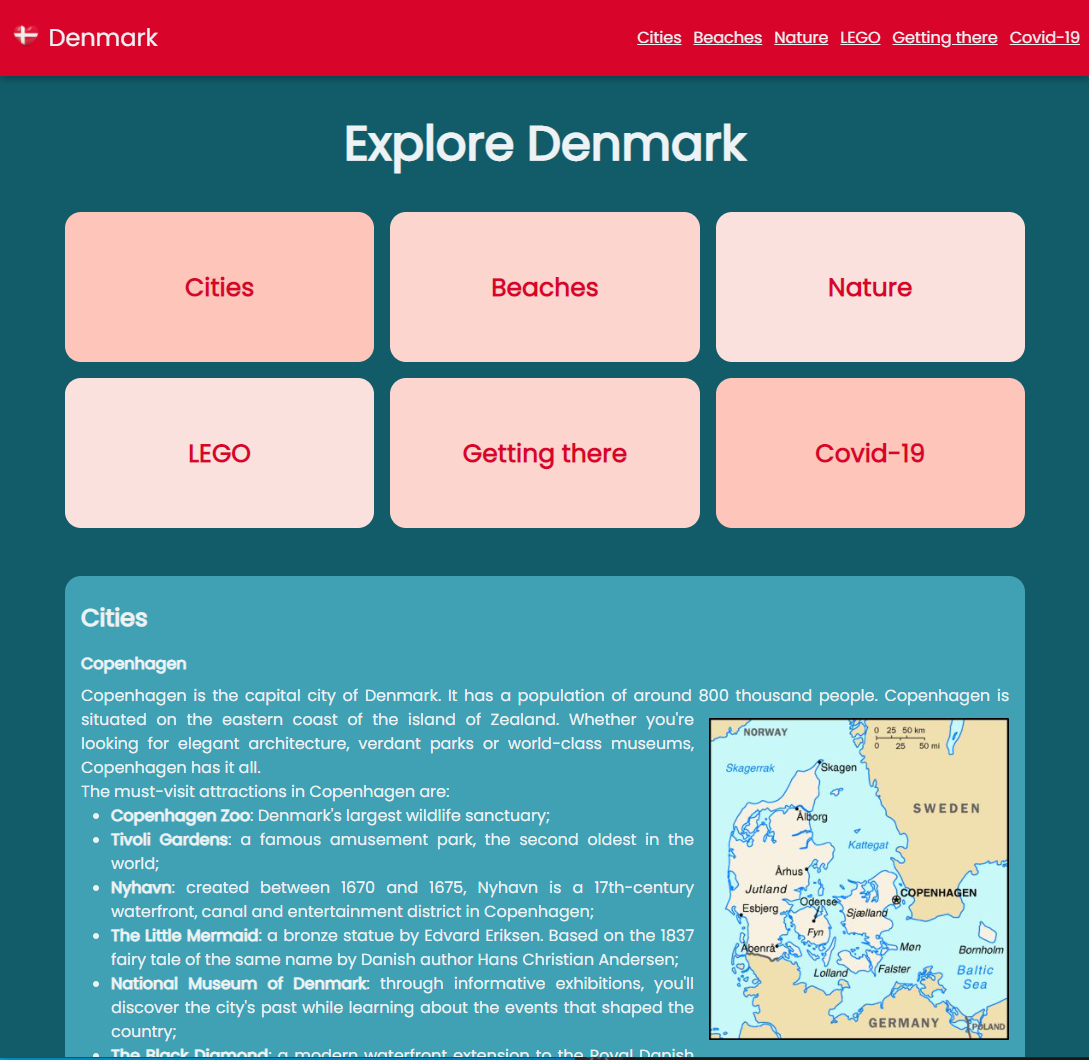 Denmark
Cities Beaches Nature LEGO Getting there Covid-19
Explore Denmark
Cities
Beaches
Nature
LEGO
Getting there
Covid-19
Cities
Copenhagen
Copenhagen is the capital city of Denmark. It has a population of around 800 thousand people. Copenhagen is
situated on the eastern coast of the island of Zealand. Whether you're
looking for elegant architecture, verdant parks or world-class museums,
Copenhagen has it all.
The must-visit attractions in Copenhagen are:
• Copenhagen Zoo: Denmark's largest wildlife sanctuary;
• Tivoli Gardens: a famous amusement park, the second oldest in the
world;
• Nyhavn: created between 1670 and 1675, Nyhavn is a 17th-century
waterfront, canal and entertainment district in Copenhagen;
• The Little Mermaid: a bronze statue by Edvard Eriksen. Based on the 1837
fairy tale of the same name by Danish author Hans Christian Andersen;
• National Museum of Denmark: through informative exhibitions, you'll
discover the city's past while learning about the events that shaped the
country;
• The Black Diamond: a modern waterfront extension to the Royal Danish
NORWAY
0 25 50 km
0 25 50 mi
Skagerrak
Skagen
SWEDEN
Ålborg
Kattegat
Århus
Jutland
COPENHAGEN
Odense
Esbjerg
Sjælland
Fyn
Åbenrå
Møn
Bornholm
Lolland
Falster
Baltic
Sea
GERMANY
POLAND